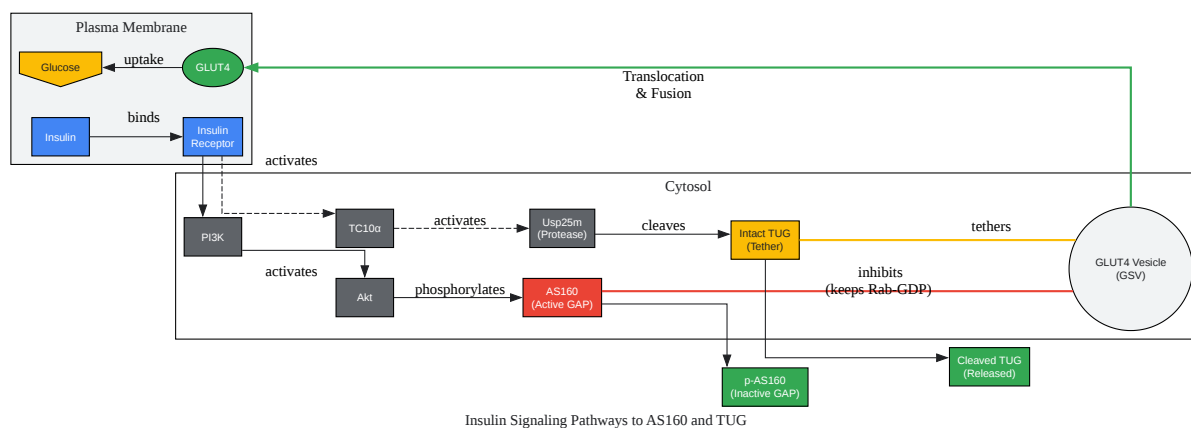 Plasma Membrane
Glucose
uptake
GLUT4
Translocation
& Fusion
Insulin
binds
Insulin
Receptor
activates
Cytosol
PI3K
TC10α
activates
Usp25m
(Protease)
cleaves
Intact TUG
(Tether)
tethers
GLUT4 Vesicle
(GSV)
activates
Akt
phosphorylates
AS160
(Active GAP)
inhibits
(keeps Rab-GDP)
Cleaved TUG
(Released)
p-AS160
(Inactive GAP)
Insulin Signaling Pathways to AS160 and TUG